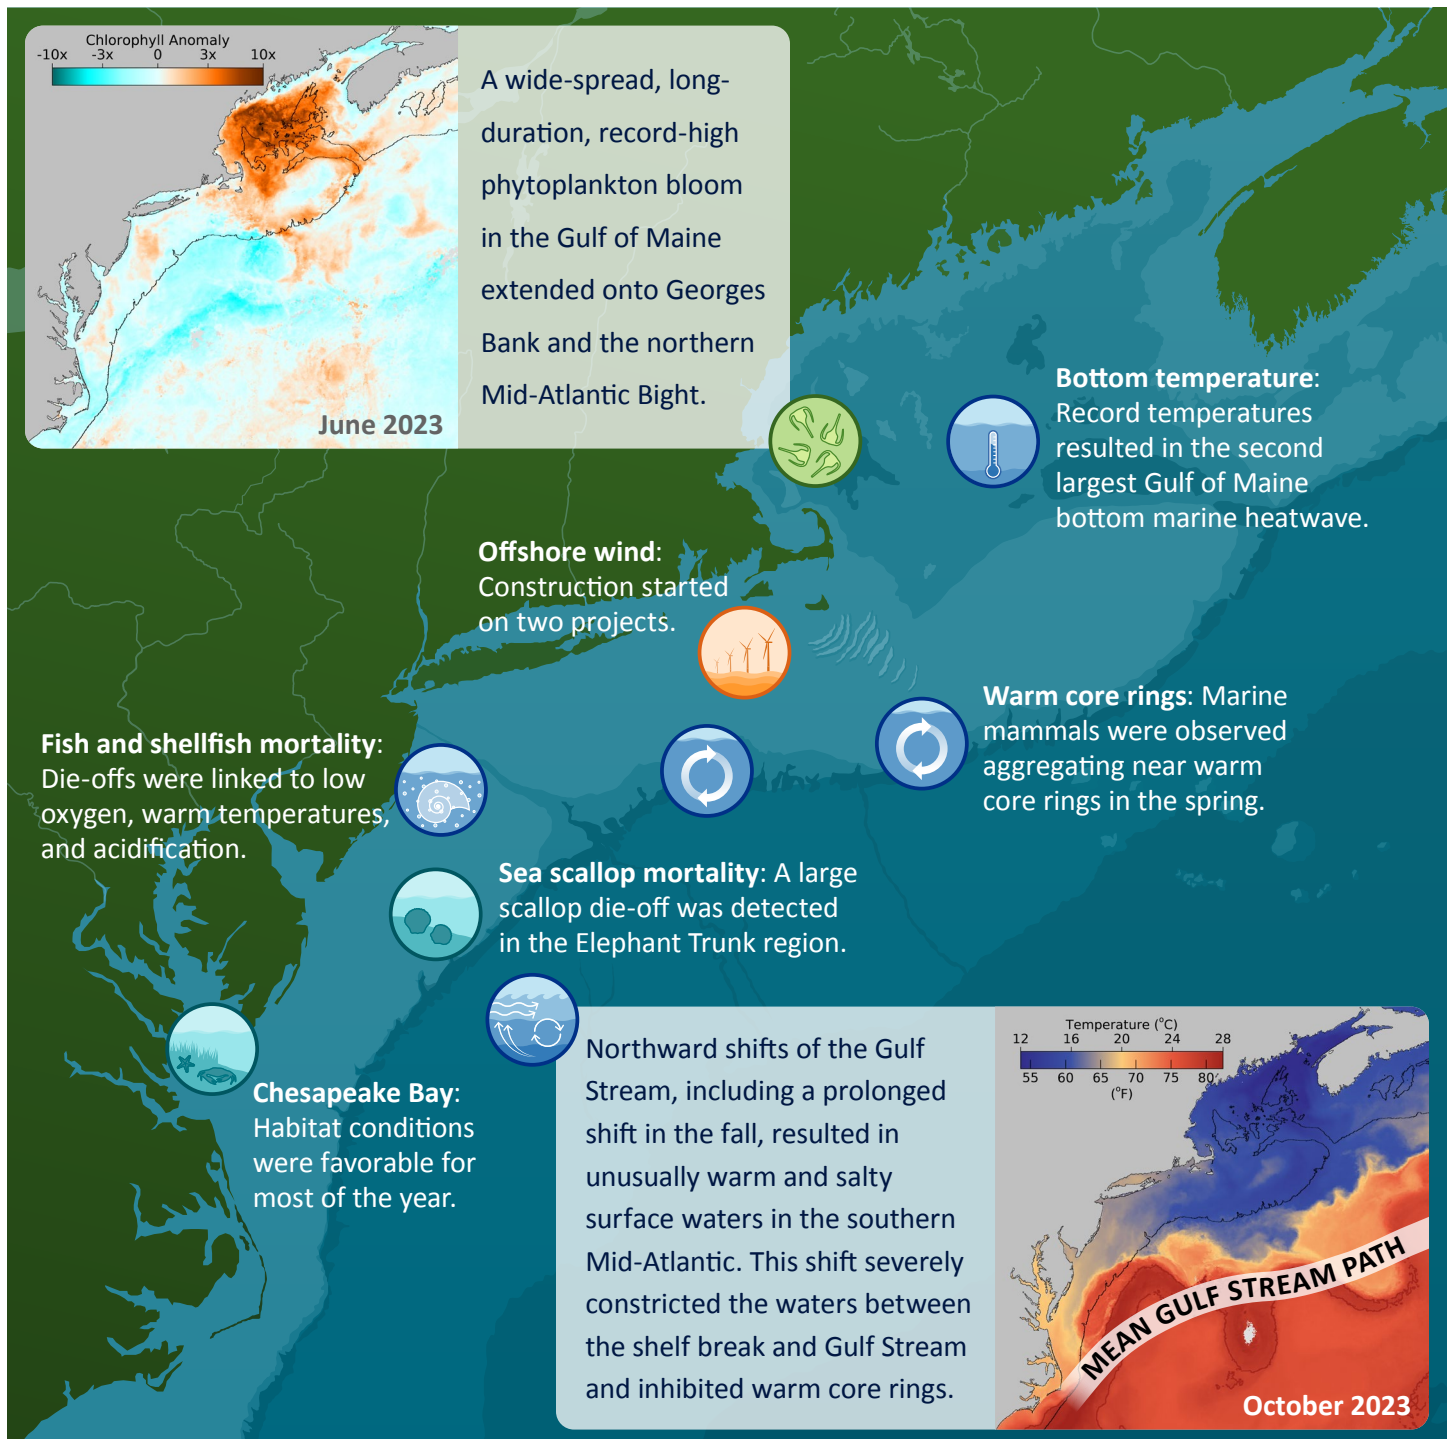 Chlorophyll Anomaly
-10x -3x 0 3x 10x
June 2023
A wide-spread, long-
duration, record-high
phytoplankton bloom
in the Gulf of Maine
extended onto Georges
Bank and the northern
Mid-Atlantic Bight.
Bottom temperature:
Record temperatures
resulted in the second
largest Gulf of Maine
bottom marine heatwave.
Offshore wind:
Construction started
on two projects.
Warm core rings: Marine
mammals were observed
aggregating near warm
core rings in the spring.
Fish and shellfish mortality:
Die-offs were linked to low
oxygen, warm temperatures,
and acidification.
Sea scallop mortality: A large
scallop die-off was detected
in the Elephant Trunk region.
Chesapeake Bay:
Habitat conditions
were favorable for
most of the year.
Northward shifts of the Gulf
Stream, including a prolonged
shift in the fall, resulted in
unusually warm and salty
surface waters in the southern
Mid-Atlantic. This shift severely
constricted the waters between
the shelf break and Gulf Stream
and inhibited warm core rings.
Temperature (°C)
12 16 20 24 28
55 60 65 70 75 80
(°F)
MEAN GULF STREAM PATH
October 2023